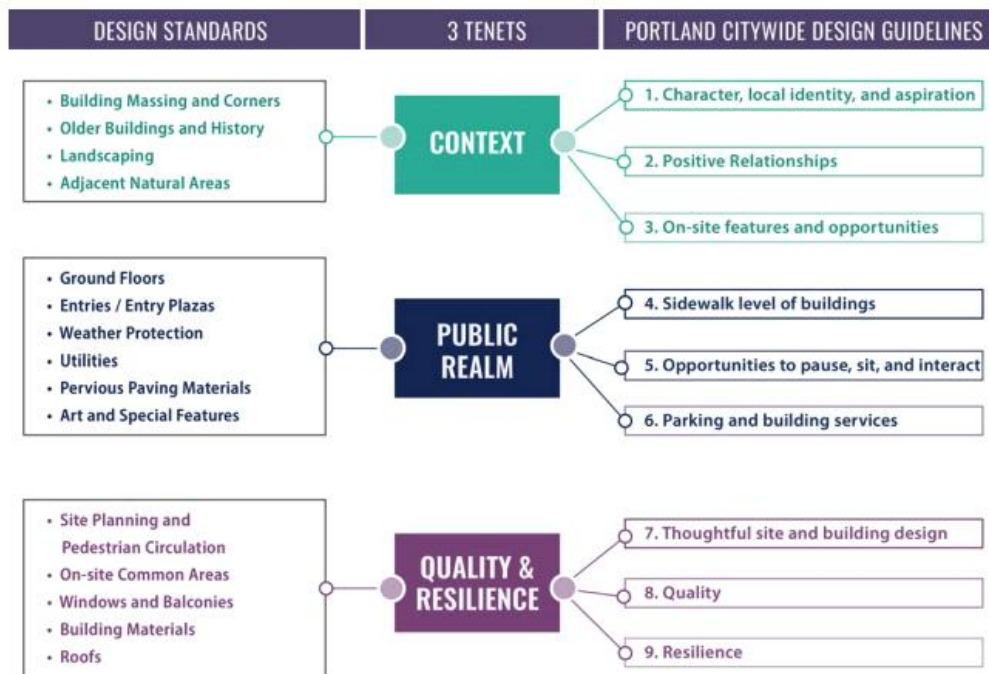 DESIGN STANDARDS
3 TENETS
PORTLAND CITYWIDE DESIGN GUIDELINES
• Building Massing and Corners
• Older Buildings and History
• Landscaping
• Adjacent Natural Areas
CONTEXT
1. Character, local identity, and aspiration
2. Positive Relationships
3. On-site features and opportunities
• Ground Floors
• Entries / Entry Plazas
• Weather Protection
• Utilities
• Pervious Paving Materials
• Art and Special Features
PUBLIC
REALM
4. Sidewalk level of buildings
5. Opportunities to pause, sit, and interact
6. Parking and building services
• Site Planning and
Pedestrian Circulation
• On-site Common Areas
• Windows and Balconies
• Building Materials
• Roofs
QUALITY &
RESILIENCE
7. Thoughtful site and building design
8. Quality
9. Resilience